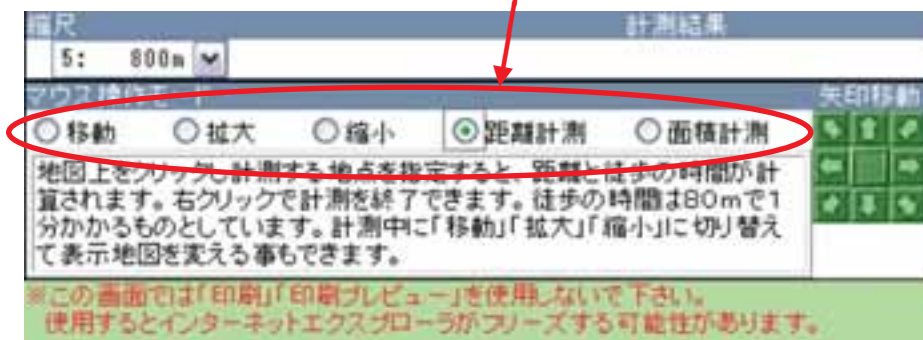 縮尺 計測結果
5: 800m
マウス操作モード 矢印移動
移動 拡大 縮小 距離計測 面積計測
地図上をクリックし計測する地点を指定すると、距離と徒歩の時間が計
算されます。右クリックで計測を終了できます。徒歩の時間は80mで1
分かかるものとしています。計測中に「移動」「拡大」「縮小」に切り替え
て表示地図を変える事もできます。
※この画面では「印刷」「印刷プレビュー」を使用しないで下さい。
使用するとインターネットエクスプローラがフリーズする可能性があります。